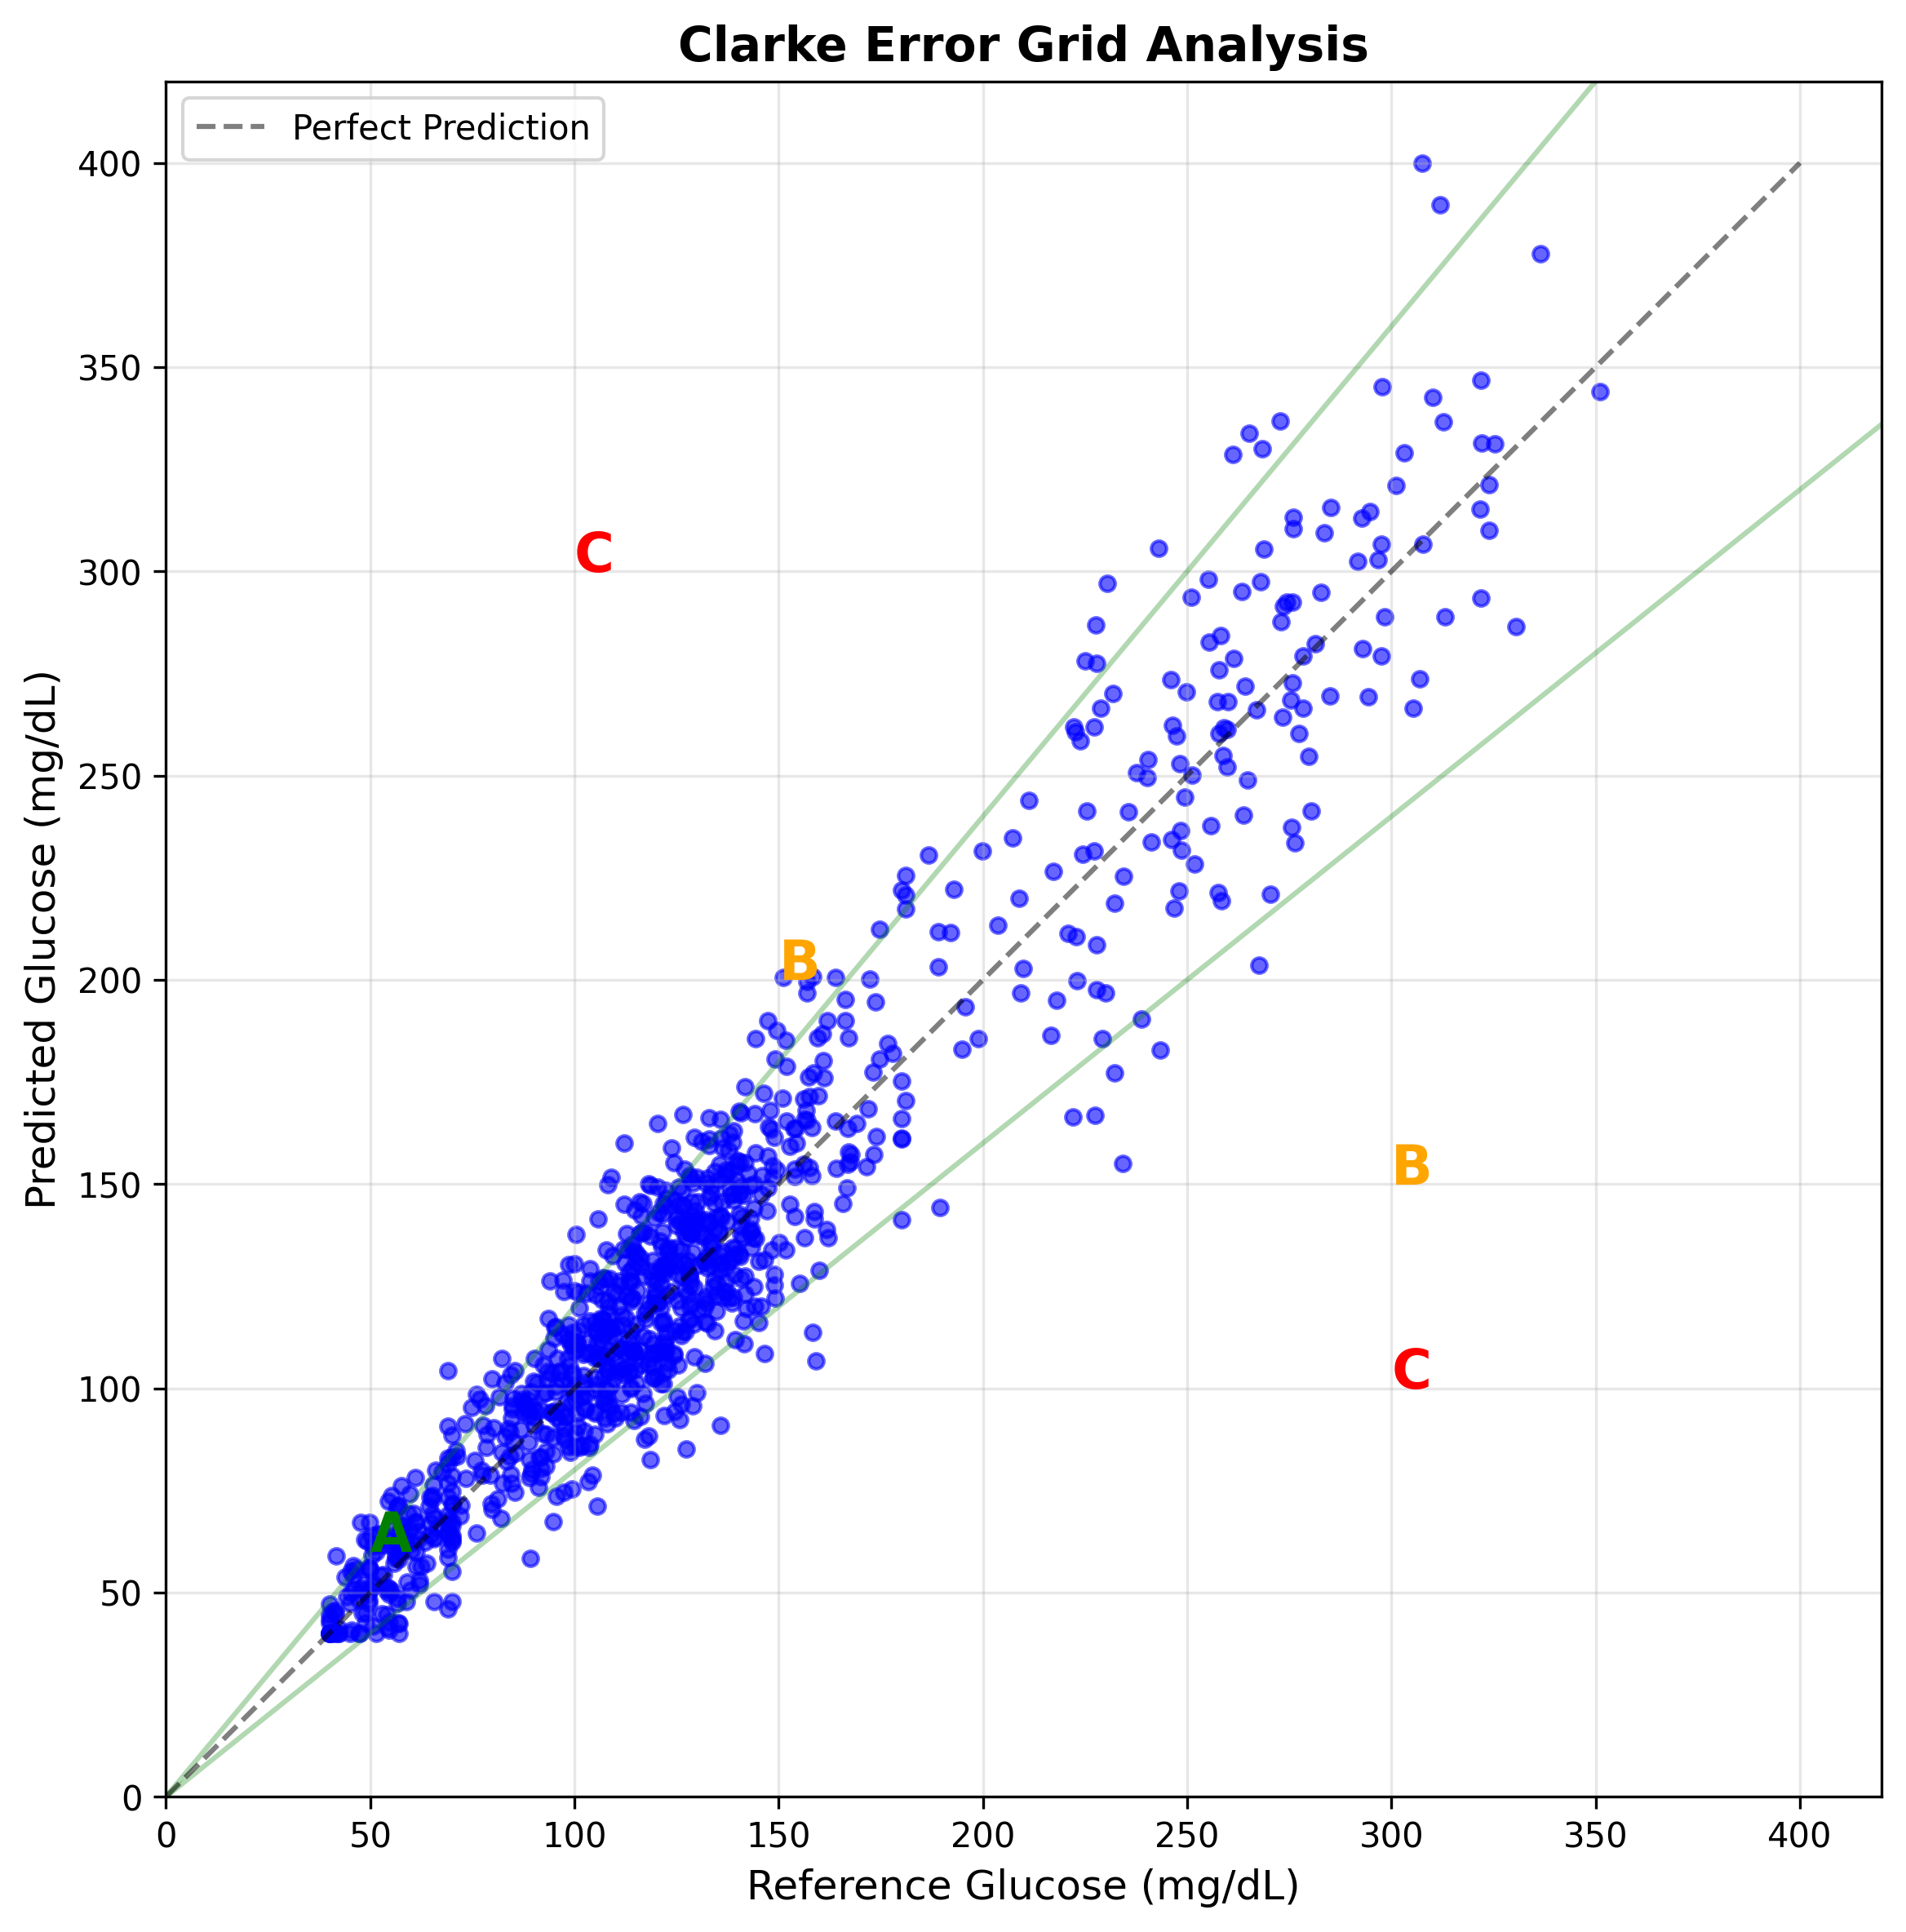 Clarke Error Grid Analysis
Perfect Prediction
400
350
300
250
200
150
100
50
0
Predicted Glucose (mg/dL)
C
B
B
C
A
0 50 100 150 200 250 300 350 400
Reference Glucose (mg/dL)